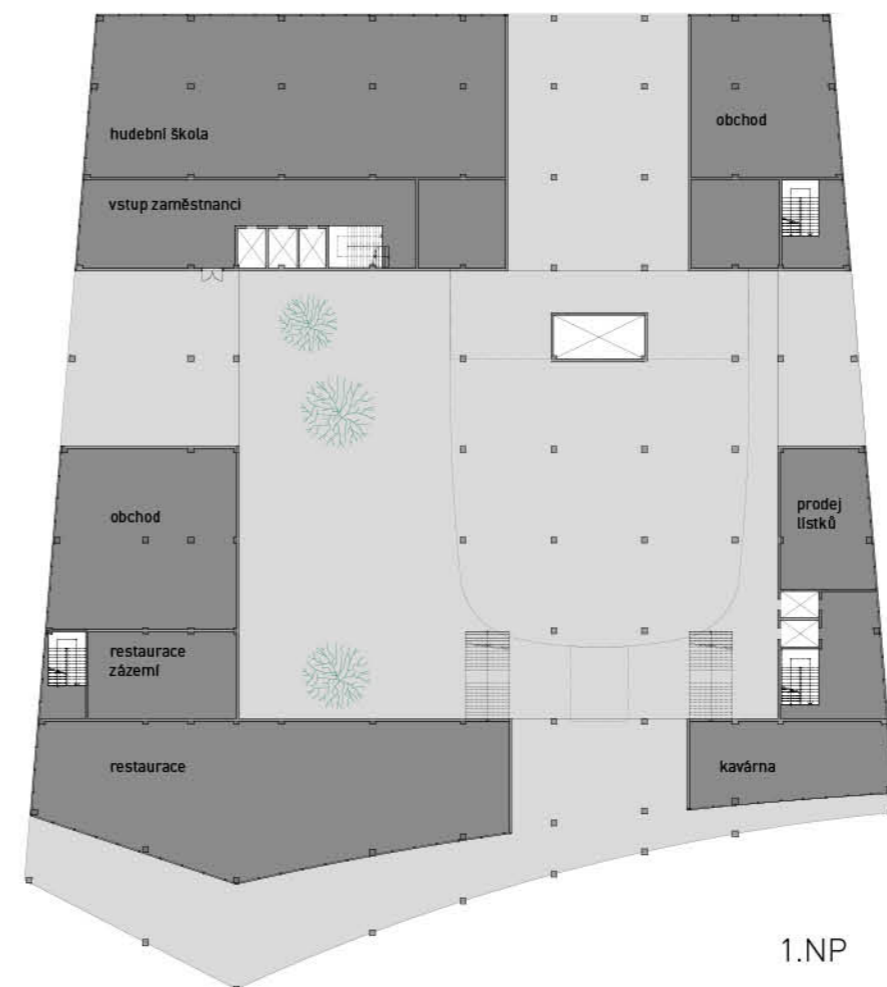 hudební škola
obchod
vstup zaměstnanci
obchod
prodej
lístků
restaurace
zázemí
restaurace
kavárna
1.NP